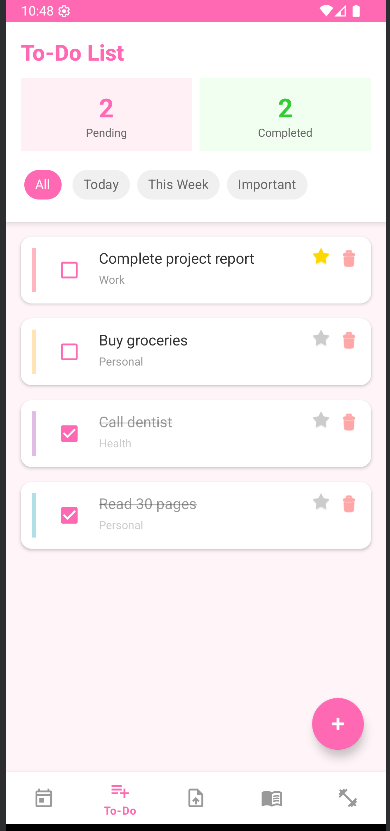 10:48
To-Do List
2
Pending
2
Completed
All
Today
This Week
Important
Complete project report
Work
Buy groceries
Personal
Call dentist
Health
Read 30 pages
Personal
+
To-Do